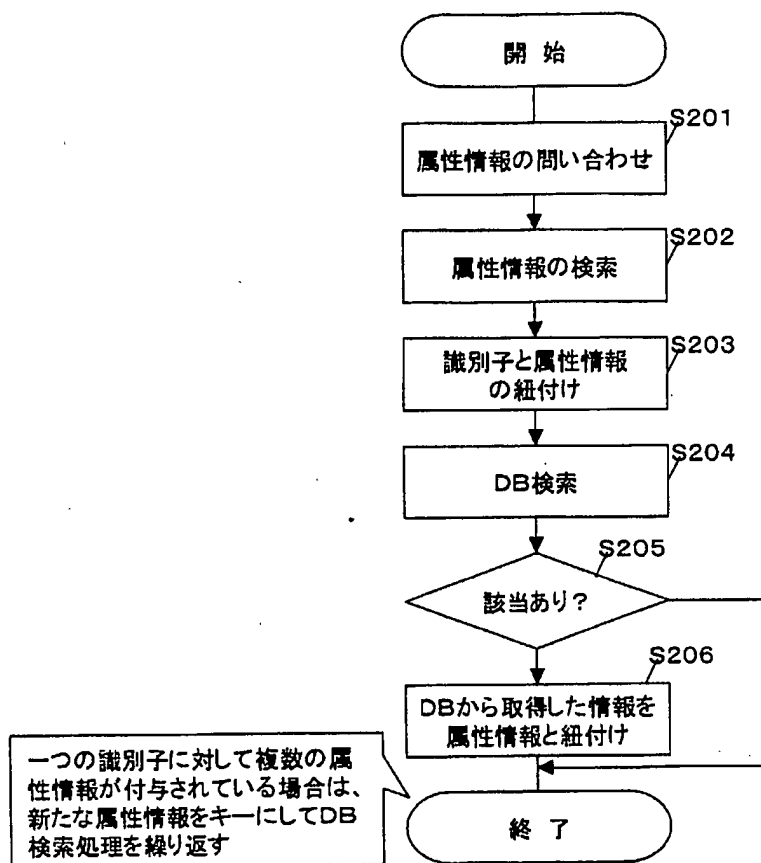 開 始
S201
属性情報の問い合わせ
S202
属性情報の検索
S203
識別子と属性情報
の紐付け
S204
DB検索
S205
該当あり?
S206
DBから取得した情報を
属性情報と紐付け
一つの識別子に対して複数の属
性情報が付与されている場合は、
新たな属性情報をキーにしてDB
検索処理を繰り返す
終 了